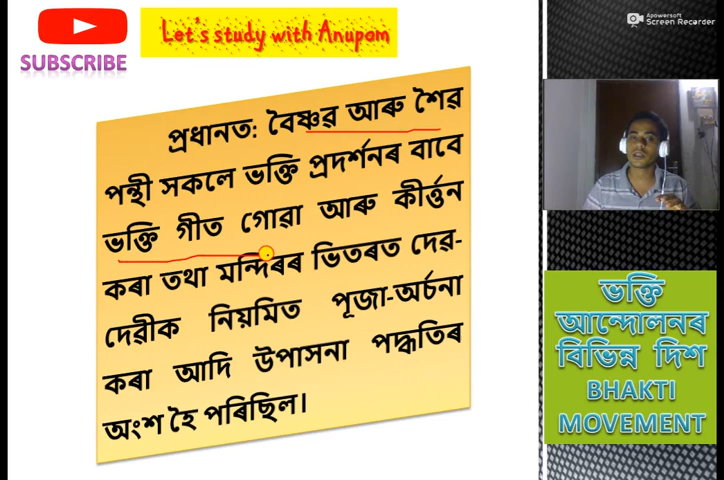 SUBSCRIBE
Let's study with Anupom
Apowersoft
Screen Recorder
প্ৰধানত: বৈষ্ণৱ আৰু শৈৱ
পন্থী সকলে ভক্তি প্ৰদৰ্শনৰ বাবে
ভক্তি গীত গোৱা আৰু কীৰ্ত্তন
কৰা তথা মন্দিৰৰ ভিতৰত দেৱ-
দেৱীক নিয়মিত পূজা-অৰ্চনা
কৰা আদি উপাসনা পদ্ধতিৰ
অংশ হৈ পৰিছিল।
ভক্তি
আন্দোলনৰ
বিভিন্ন দিশ
BHAKTI
MOVEMENT